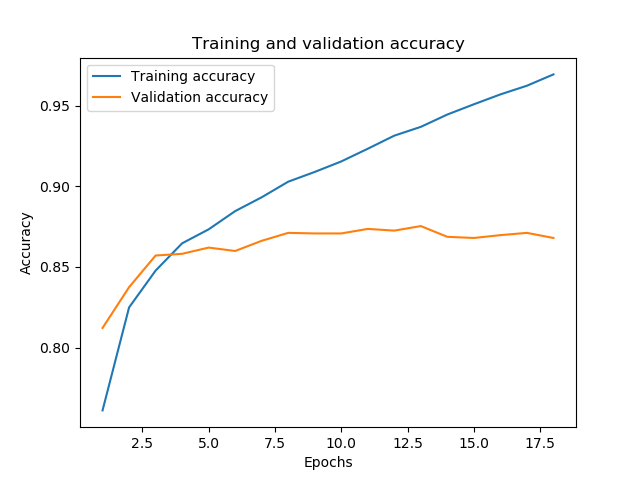 Training and validation accuracy
Training accuracy
Validation accuracy
0.95
0.90
0.85
0.80
Accuracy
2.5 5.0 7.5 10.0 12.5 15.0 17.5
Epochs